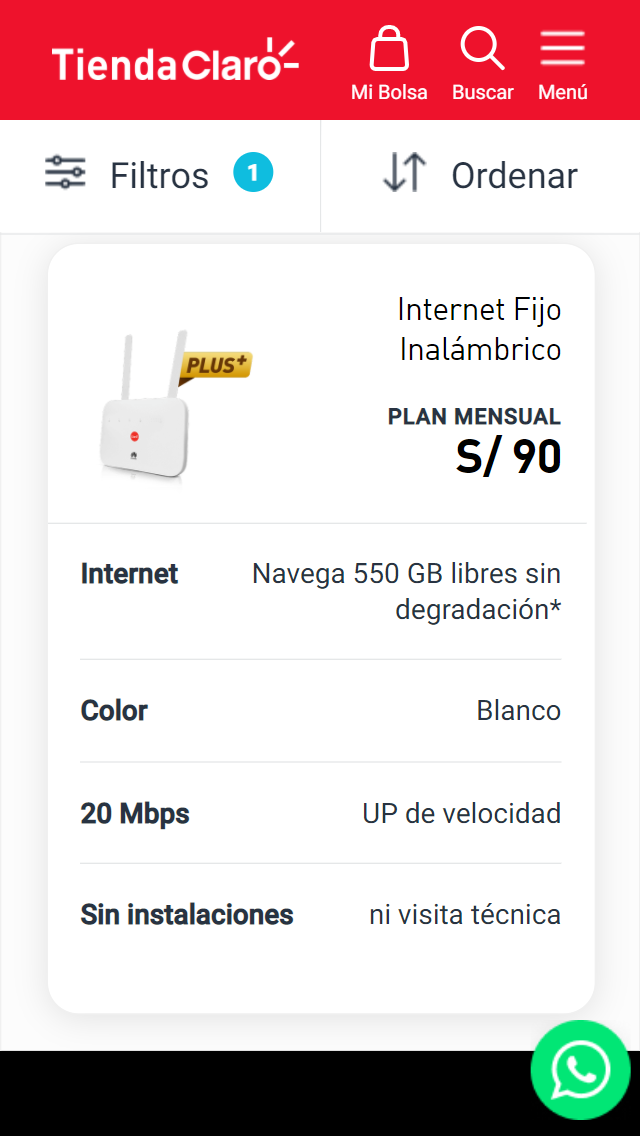 TiendaClaro
Mi Bolsa
Buscar
Menú
Filtros 1
Ordenar
PLUS+
Internet Fijo
Inalámbrico
PLAN MENSUAL
S/ 90
Internet
Navega 550 GB libres sin
degradación*
Color
Blanco
20 Mbps
UP de velocidad
Sin instalaciones
ni visita técnica